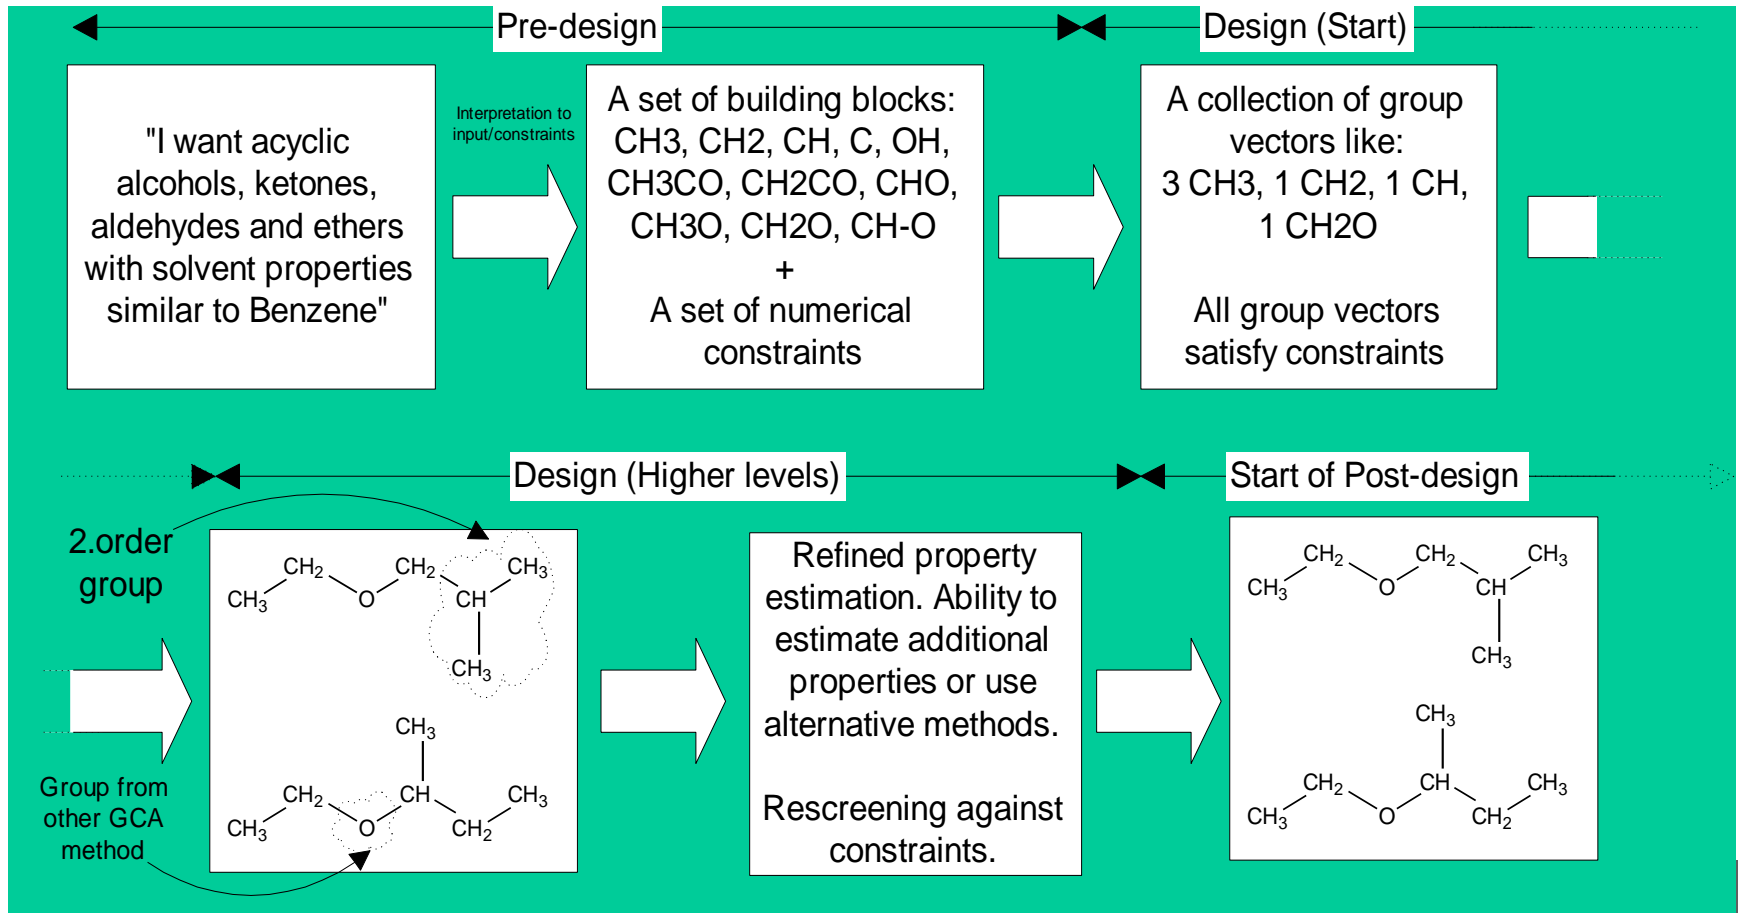 Pre-design
Design (Start)
"I want acyclic
alcohols, ketones,
aldehydes and ethers
with solvent properties
similar to Benzene"
Interpretation to
input/constraints
A set of building blocks:
CH3, CH2, CH, C, OH,
CH3CO, CH2CO, CHO,
CH3O, CH2O, CH-O
+
A set of numerical
constraints
A collection of group
vectors like:
3 CH3, 1 CH2, 1 CH,
1 CH2O
All group vectors
satisfy constraints
Design (Higher levels)
Start of Post-design
2.order
group
CH₂ CH₂ CH₃
CH₃ O CH
CH₃
CH₃
CH₂ CH CH₃
CH₃ O CH₂
Group from
other GCA
method
Refined property
estimation. Ability to
estimate additional
properties or use
alternative methods.
Rescreening against
constraints.
CH₂ CH₂ CH₃
CH₃ O CH
CH₃
CH₃
CH₂ CH CH₃
CH₃ O CH₂